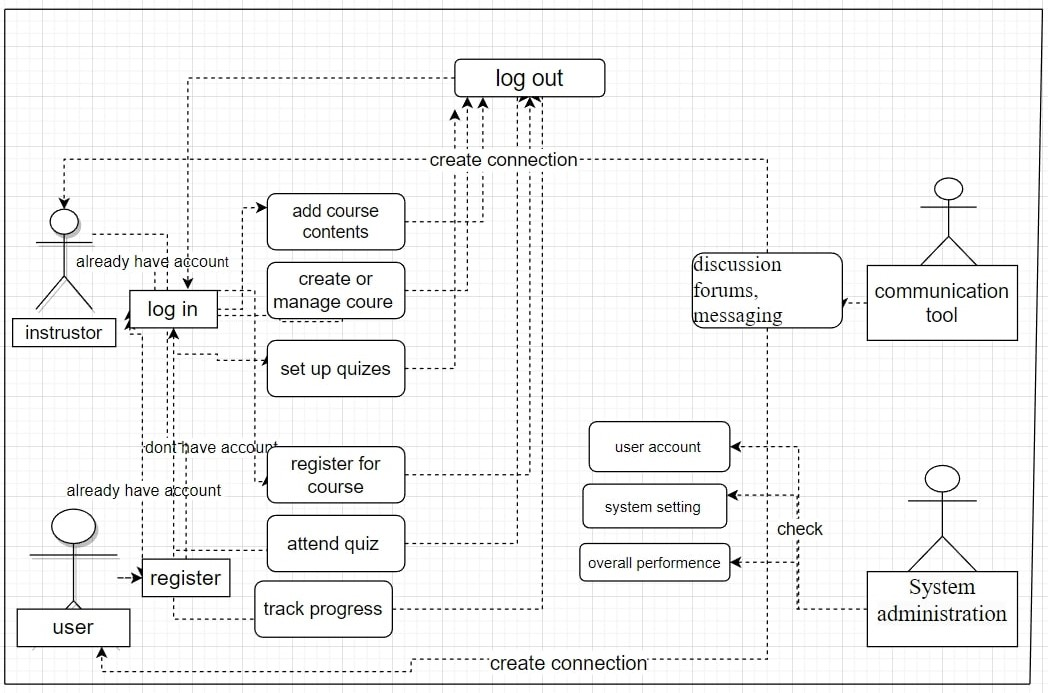 log out
create connection
add course
contents
already have account
create or
manage coure
log in
instrustor
set up quizes
discussion
forums,
messaging
communication
tool
dont have account
register for
course
already have account
attend quiz
register
track progress
user
user account
system setting
check
overall performence
System
administration
create connection